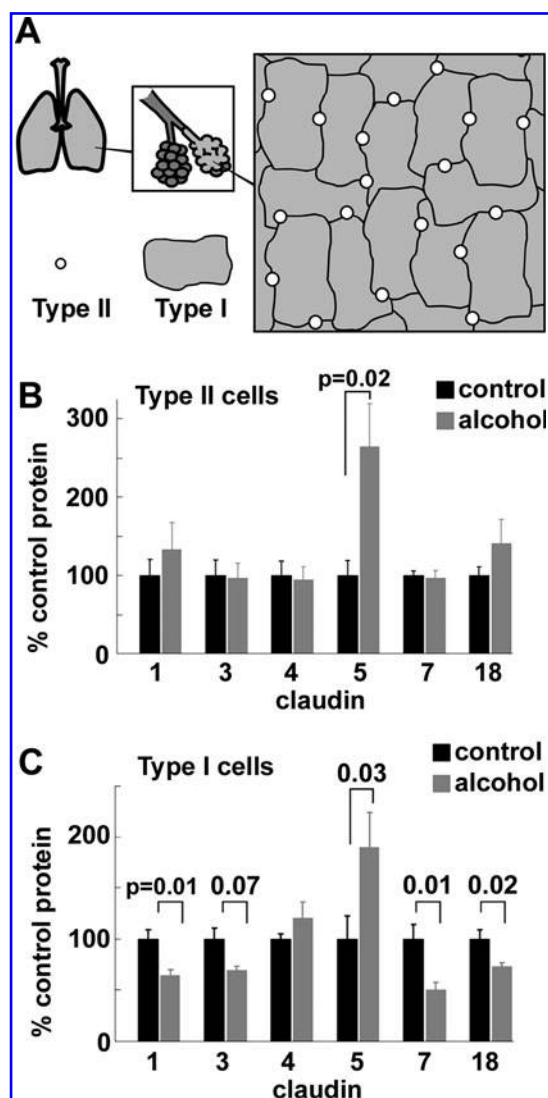 A
Type II
Type I
B
Type II cells
p=0.02
control
alcohol
% control protein
300
200
100
0
1 3 4 5 7 18
claudin
C
Type I cells
control
alcohol
% control protein
200
100
0
p=0.01
0.07
0.03
0.01
0.02
1 3 4 5 7 18
claudin